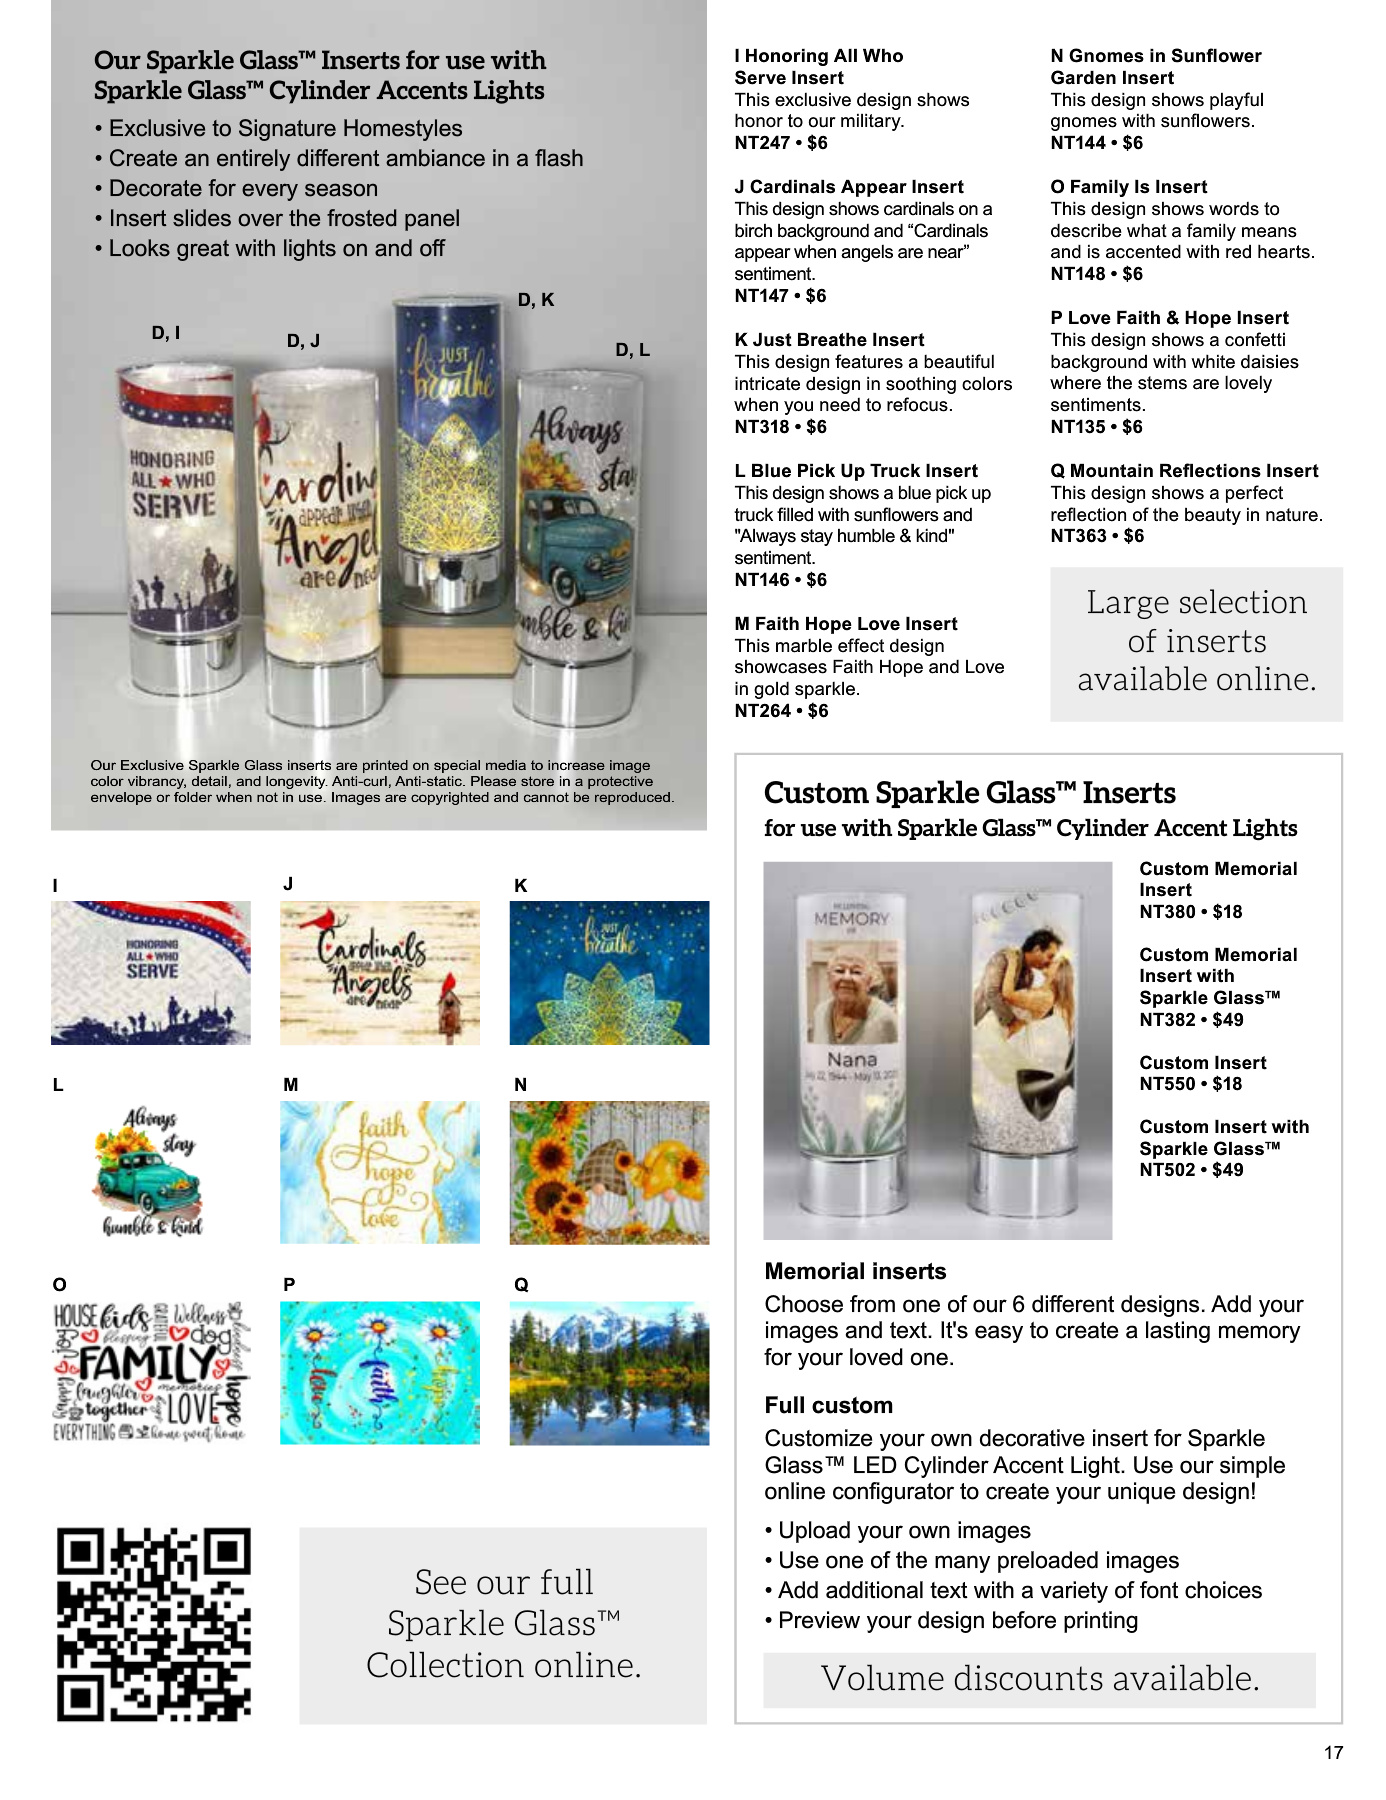 Our Sparkle Glass™ Inserts for use with
Sparkle Glass™ Cylinder Accents Lights
• Exclusive to Signature Homestyles
• Create an entirely different ambiance in a flash
• Decorate for every season
• Insert slides over the frosted panel
• Looks great with lights on and off
D, I
D, J
D, K
D, L
HONORING
ALL ★ WHO
SERVE
Cardin
appear when
Angel
are near
JUST
breathe
Always
stay
humble & kin
Our Exclusive Sparkle Glass inserts are printed on special media to increase image
color vibrancy, detail, and longevity. Anti-curl, Anti-static. Please store in a protective
envelope or folder when not in use. Images are copyrighted and cannot be reproduced.
I Honoring All Who
Serve Insert
This exclusive design shows
honor to our military.
NT247 • $6
J Cardinals Appear Insert
This design shows cardinals on a
birch background and “Cardinals
appear when angels are near”
sentiment.
NT147 • $6
K Just Breathe Insert
This design features a beautiful
intricate design in soothing colors
when you need to refocus.
NT318 • $6
L Blue Pick Up Truck Insert
This design shows a blue pick up
truck filled with sunflowers and
"Always stay humble & kind"
sentiment.
NT146 • $6
M Faith Hope Love Insert
This marble effect design
showcases Faith Hope and Love
in gold sparkle.
NT264 • $6
N Gnomes in Sunflower
Garden Insert
This design shows playful
gnomes with sunflowers.
NT144 • $6
O Family Is Insert
This design shows words to
describe what a family means
and is accented with red hearts.
NT148 • $6
P Love Faith & Hope Insert
This design shows a confetti
background with white daisies
where the stems are lovely
sentiments.
NT135 • $6
Q Mountain Reflections Insert
This design shows a perfect
reflection of the beauty in nature.
NT363 • $6
Large selection
of inserts
available online.
I
HONORING
ALL ★ WHO
SERVE
J
Cardinals
Angels
are near
K
JUST
breathe
L
Always
stay
humble & kind
M
faith
hope
love
N
O
HOUSE kids GRATEFUL Wellness
joy blessing dog
FAMILY
laughter memories
together LOVE hope
EVERYTHING home sweet home
P
love faith hope
Q
See our full
Sparkle Glass™
Collection online.
Custom Sparkle Glass™ Inserts
for use with Sparkle Glass™ Cylinder Accent Lights
IN LOVING
MEMORY
OF
Nana
July 22, 1944 - May 13, 2021
Custom Memorial
Insert
NT380 • $18
Custom Memorial
Insert with
Sparkle Glass™
NT382 • $49
Custom Insert
NT550 • $18
Custom Insert with
Sparkle Glass™
NT502 • $49
Memorial inserts
Choose from one of our 6 different designs. Add your
images and text. It's easy to create a lasting memory
for your loved one.
Full custom
Customize your own decorative insert for Sparkle
Glass™ LED Cylinder Accent Light. Use our simple
online configurator to create your unique design!
• Upload your own images
• Use one of the many preloaded images
• Add additional text with a variety of font choices
• Preview your design before printing
Volume discounts available.
17